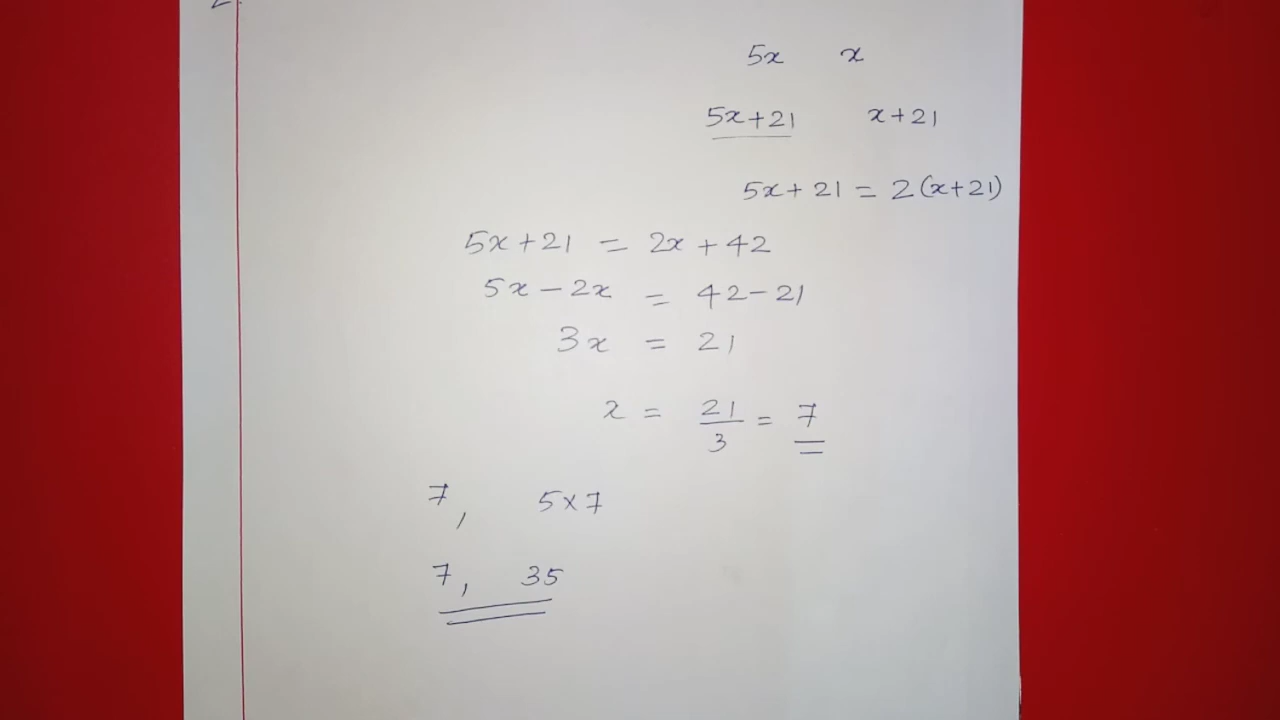 5x x
5x+21 x+21
5x+21 = 2(x+21)
5x+21 = 2x+42
5x-2x = 42-21
3x = 21
x = 21/3 = 7
7, 5×7
7, 35